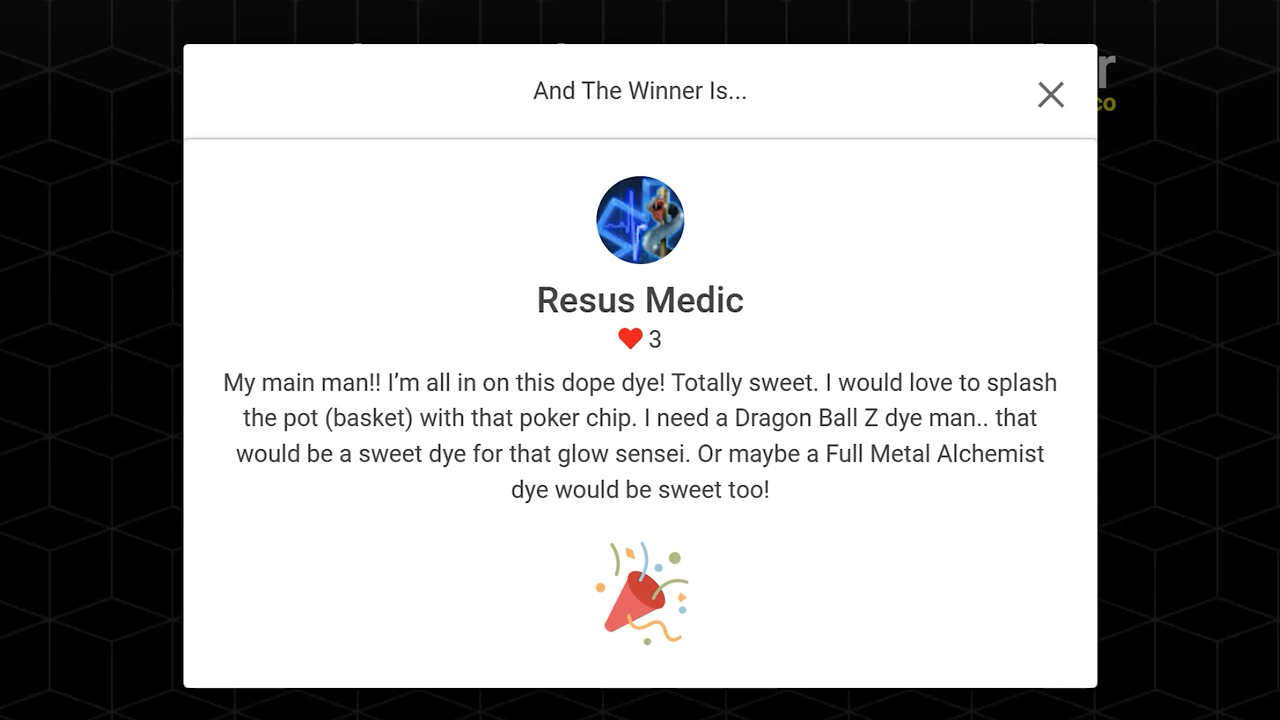 And The Winner Is...
r
co
Resus Medic
3
My main man!! I’m all in on this dope dye! Totally sweet. I would love to splash
the pot (basket) with that poker chip. I need a Dragon Ball Z dye man.. that
would be a sweet dye for that glow sensei. Or maybe a Full Metal Alchemist
dye would be sweet too!